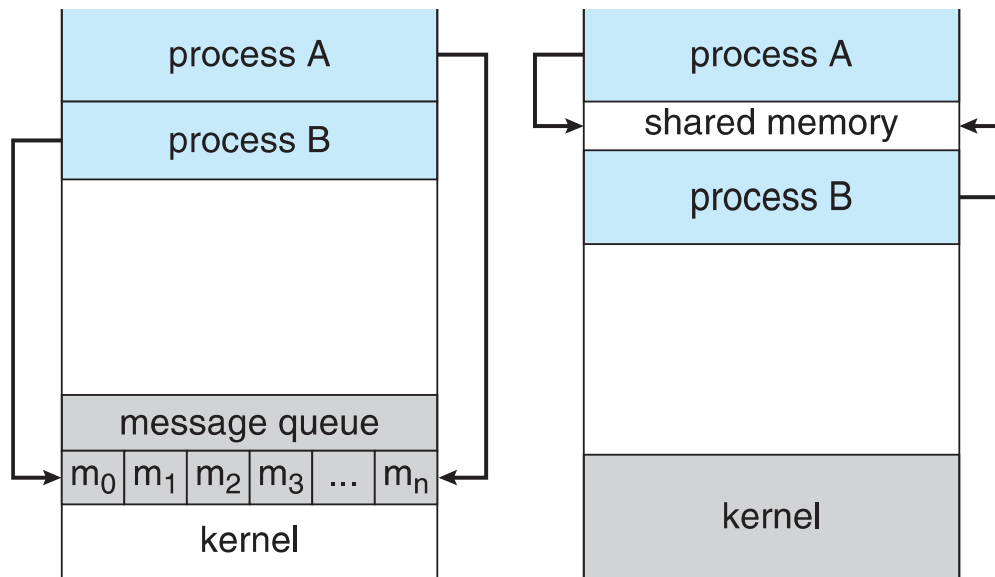 process A
process B
message queue
m0 m1 m2 m3 ... mn
kernel
process A
shared memory
process B
kernel